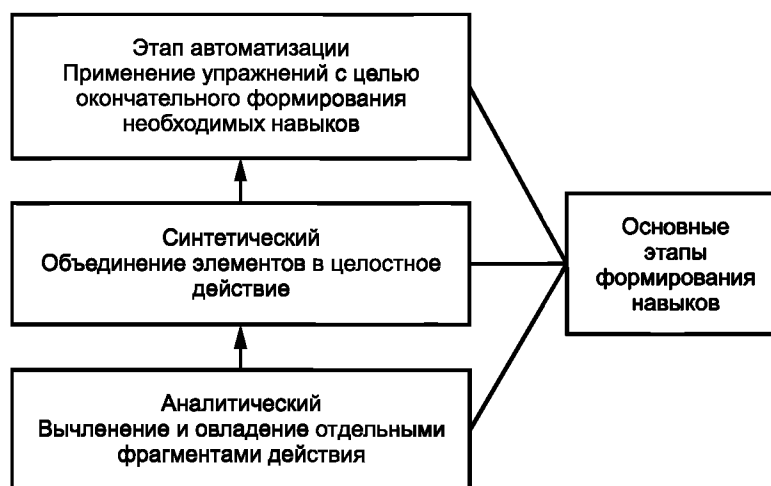 Этап автоматизации
Применение упражнений с целью
окончательного формирования
необходимых навыков
Синтетический
Объединение элементов в целостное
действие
Аналитический
Вычленение и овладение отдельными
фрагментами действия
Основные
этапы
формирования
навыков